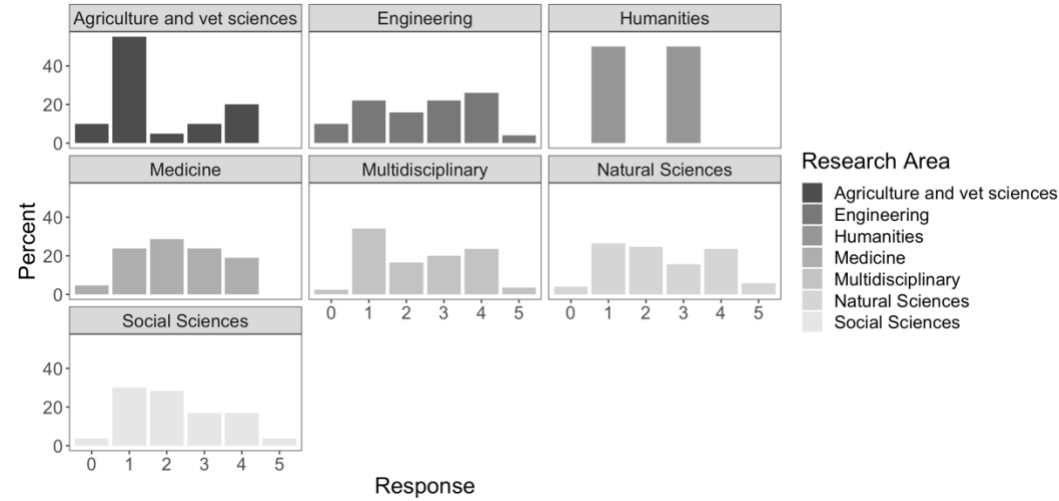 Agriculture and vet sciences
Engineering
Humanities
40
20
0
Medicine
Multidisciplinary
Natural Sciences
40
20
0
0 1 2 3 4 5
0 1 2 3 4 5
Social Sciences
40
20
0
0 1 2 3 4 5
Percent
Response
Research Area
Agriculture and vet sciences
Engineering
Humanities
Medicine
Multidisciplinary
Natural Sciences
Social Sciences